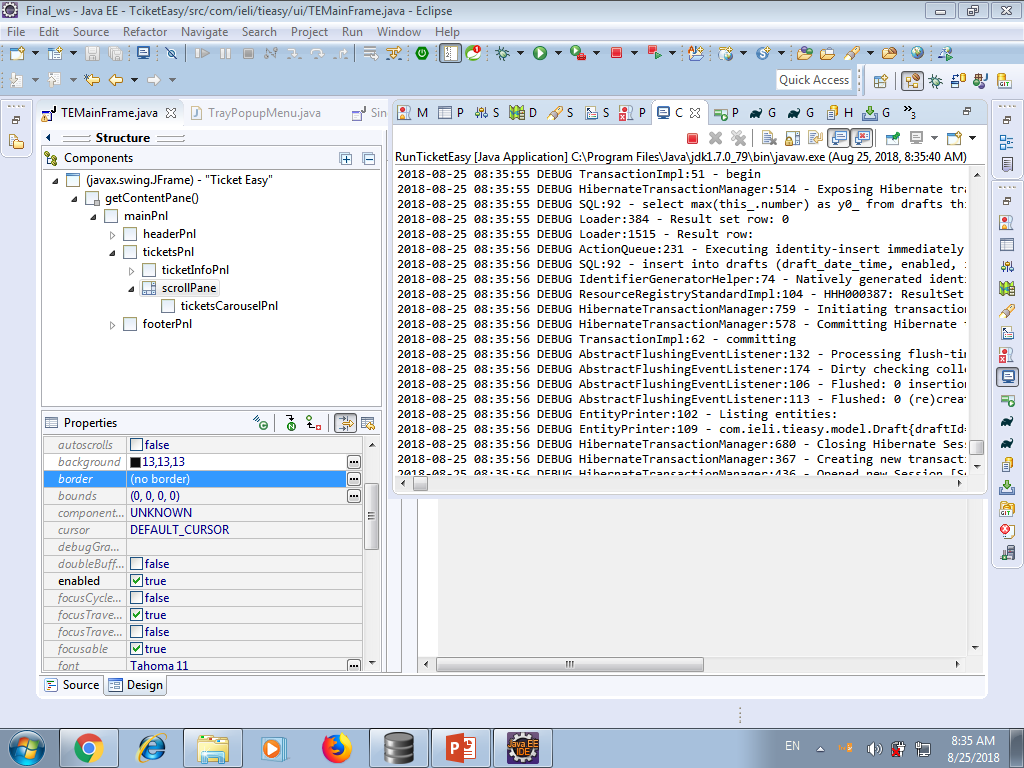 Final_ws - Java EE - TciketEasy/src/com/ieli/tieasy/ui/TEMainFrame.java - Eclipse
File Edit Source Refactor Navigate Search Project Run Window Help
Quick Access
TEMainFrame.java TrayPopupMenu.java Sin
M P S D S S P C P G G H G »3
Structure
Components
RunTicketEasy [Java Application] C:\Program Files\Java\jdk1.7.0_79\bin\javaw.exe (Aug 25, 2018, 8:35:40 AM)
(javax.swing.JFrame) - "Ticket Easy"
getContentPane()
mainPnl
headerPnl
ticketsPnl
ticketInfoPnl
scrollPane
ticketsCarouselPnl
footerPnl
2018-08-25 08:35:55 DEBUG TransactionImpl:51 - begin
2018-08-25 08:35:55 DEBUG HibernateTransactionManager:514 - Exposing Hibernate tra
2018-08-25 08:35:55 DEBUG SQL:92 - select max(this_.number) as y0_ from drafts thi
2018-08-25 08:35:55 DEBUG Loader:384 - Result set row: 0
2018-08-25 08:35:55 DEBUG Loader:1515 - Result row:
2018-08-25 08:35:56 DEBUG ActionQueue:231 - Executing identity-insert immediately
2018-08-25 08:35:56 DEBUG SQL:92 - insert into drafts (draft_date_time, enabled, i
2018-08-25 08:35:56 DEBUG IdentifierGeneratorHelper:74 - Natively generated identi
2018-08-25 08:35:56 DEBUG ResourceRegistryStandardImpl:104 - HHH000387: ResultSet
2018-08-25 08:35:56 DEBUG HibernateTransactionManager:759 - Initiating transaction
2018-08-25 08:35:56 DEBUG HibernateTransactionManager:578 - Committing Hibernate t
2018-08-25 08:35:56 DEBUG TransactionImpl:62 - committing
2018-08-25 08:35:56 DEBUG AbstractFlushingEventListener:132 - Processing flush-tim
2018-08-25 08:35:56 DEBUG AbstractFlushingEventListener:174 - Dirty checking colle
2018-08-25 08:35:56 DEBUG AbstractFlushingEventListener:106 - Flushed: 0 insertion
2018-08-25 08:35:56 DEBUG AbstractFlushingEventListener:113 - Flushed: 0 (re)creat
2018-08-25 08:35:56 DEBUG EntityPrinter:102 - Listing entities:
2018-08-25 08:35:56 DEBUG EntityPrinter:109 - com.ieli.tieasy.model.Draft{draftId=
2018-08-25 08:35:56 DEBUG HibernateTransactionManager:680 - Closing Hibernate Sess
2018-08-25 08:35:56 DEBUG HibernateTransactionManager:367 - Creating new transacti
2018-08-25 08:35:56 DEBUG HibernateTransactionManager:436 - Opened new Session [Se
Properties
autoscrolls false
background 13,13,13
border (no border)
bounds (0, 0, 0, 0)
component... UNKNOWN
cursor DEFAULT_CURSOR
debugGra...
doubleBuff... false
enabled true
focusCycle... false
focusTrave... true
focusTrave... false
focusable true
font Tahoma 11
Source Design
EN
8:35 AM
8/25/2018